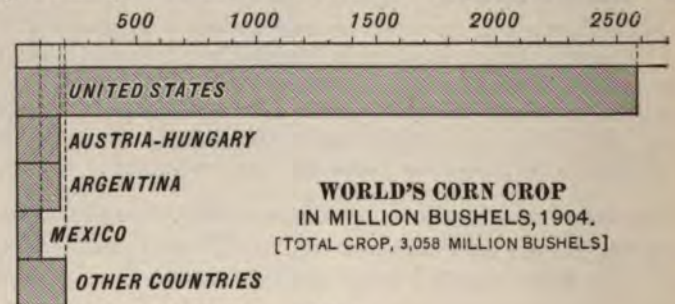 500 1000 1500 2000 2500
UNITED STATES
AUSTRIA-HUNGARY
ARGENTINA
MEXICO
OTHER COUNTRIES
WORLD'S CORN CROP
IN MILLION BUSHELS, 1904.
[TOTAL CROP, 3,058 MILLION BUSHELS]